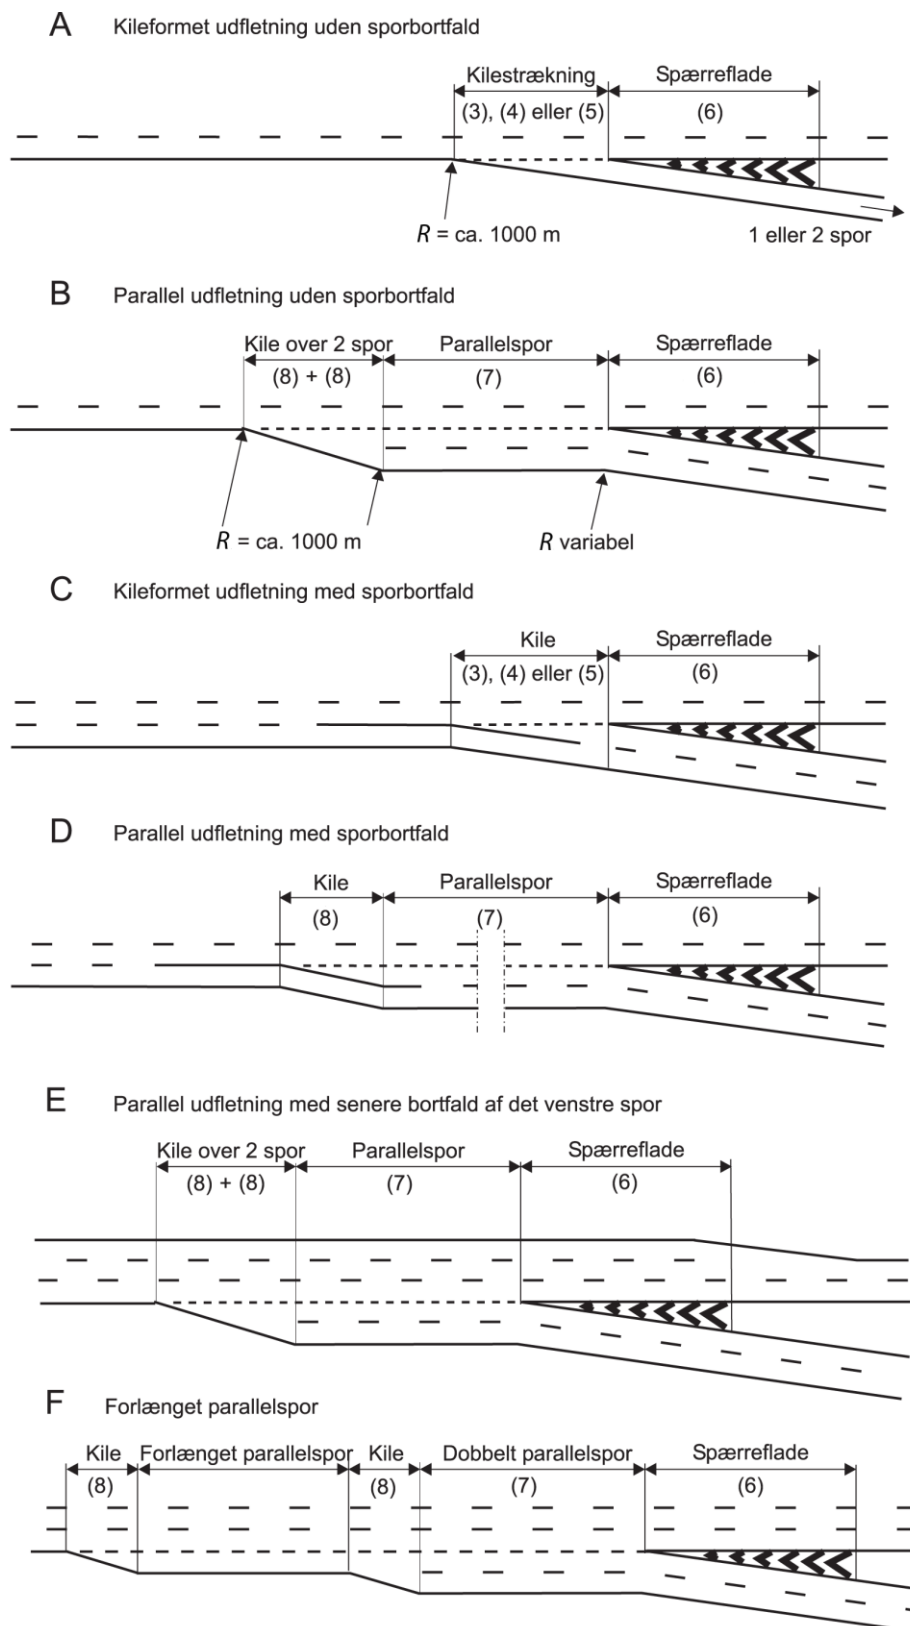 A Kileformet udfletning uden sporbortfald
Kilestrækning Spærreflade
(3), (4) eller (5) (6)
R = ca. 1000 m 1 eller 2 spor
B Parallel udfletning uden sporbortfald
Kile over 2 spor Parallelspor Spærreflade
(8) + (8) (7) (6)
R = ca. 1000 m R variabel
C Kileformet udfletning med sporbortfald
Kile Spærreflade
(3), (4) eller (5) (6)
D Parallel udfletning med sporbortfald
Kile Parallelspor Spærreflade
(8) (7) (6)
E Parallel udfletning med senere bortfald af det venstre spor
Kile over 2 spor Parallelspor Spærreflade
(8) + (8) (7) (6)
F Forlænget parallelspor
Kile Forlænget parallelspor Kile Dobbelt parallelspor Spærreflade
(8) (8) (7) (6)